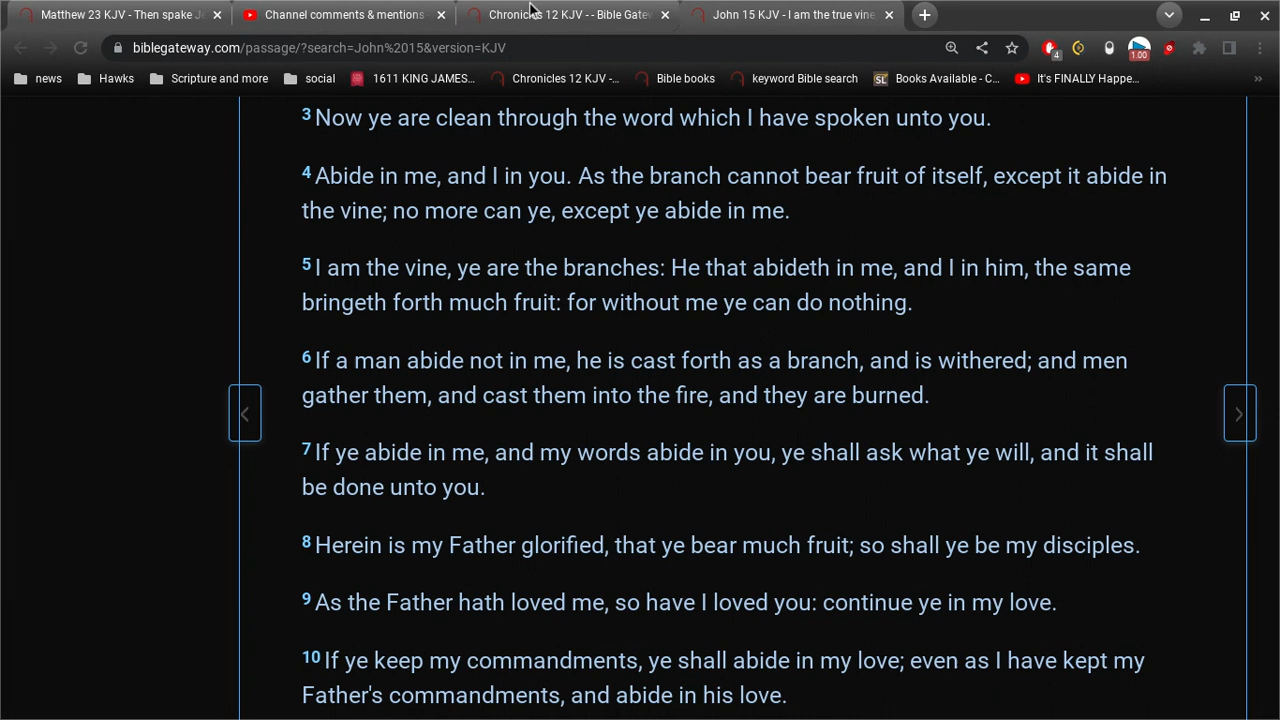 Matthew 23 KJV - Then spake Je
Channel comments & mentions -
Chronicles 12 KJV - - Bible Gatew
John 15 KJV - I am the true vine
biblegateway.com/passage/?search=John%2015&version=KJV
4
1.00
news
Hawks
Scripture and more
social
1611 KING JAMES...
Chronicles 12 KJV -...
Bible books
keyword Bible search
SL
Books Available - C...
It's FINALLY Happe...
»
3 Now ye are clean through the word which I have spoken unto you.
4 Abide in me, and I in you. As the branch cannot bear fruit of itself, except it abide in
the vine; no more can ye, except ye abide in me.
5 I am the vine, ye are the branches: He that abideth in me, and I in him, the same
bringeth forth much fruit: for without me ye can do nothing.
6 If a man abide not in me, he is cast forth as a branch, and is withered; and men
gather them, and cast them into the fire, and they are burned.
7 If ye abide in me, and my words abide in you, ye shall ask what ye will, and it shall
be done unto you.
8 Herein is my Father glorified, that ye bear much fruit; so shall ye be my disciples.
9 As the Father hath loved me, so have I loved you: continue ye in my love.
10 If ye keep my commandments, ye shall abide in my love; even as I have kept my
Father's commandments, and abide in his love.